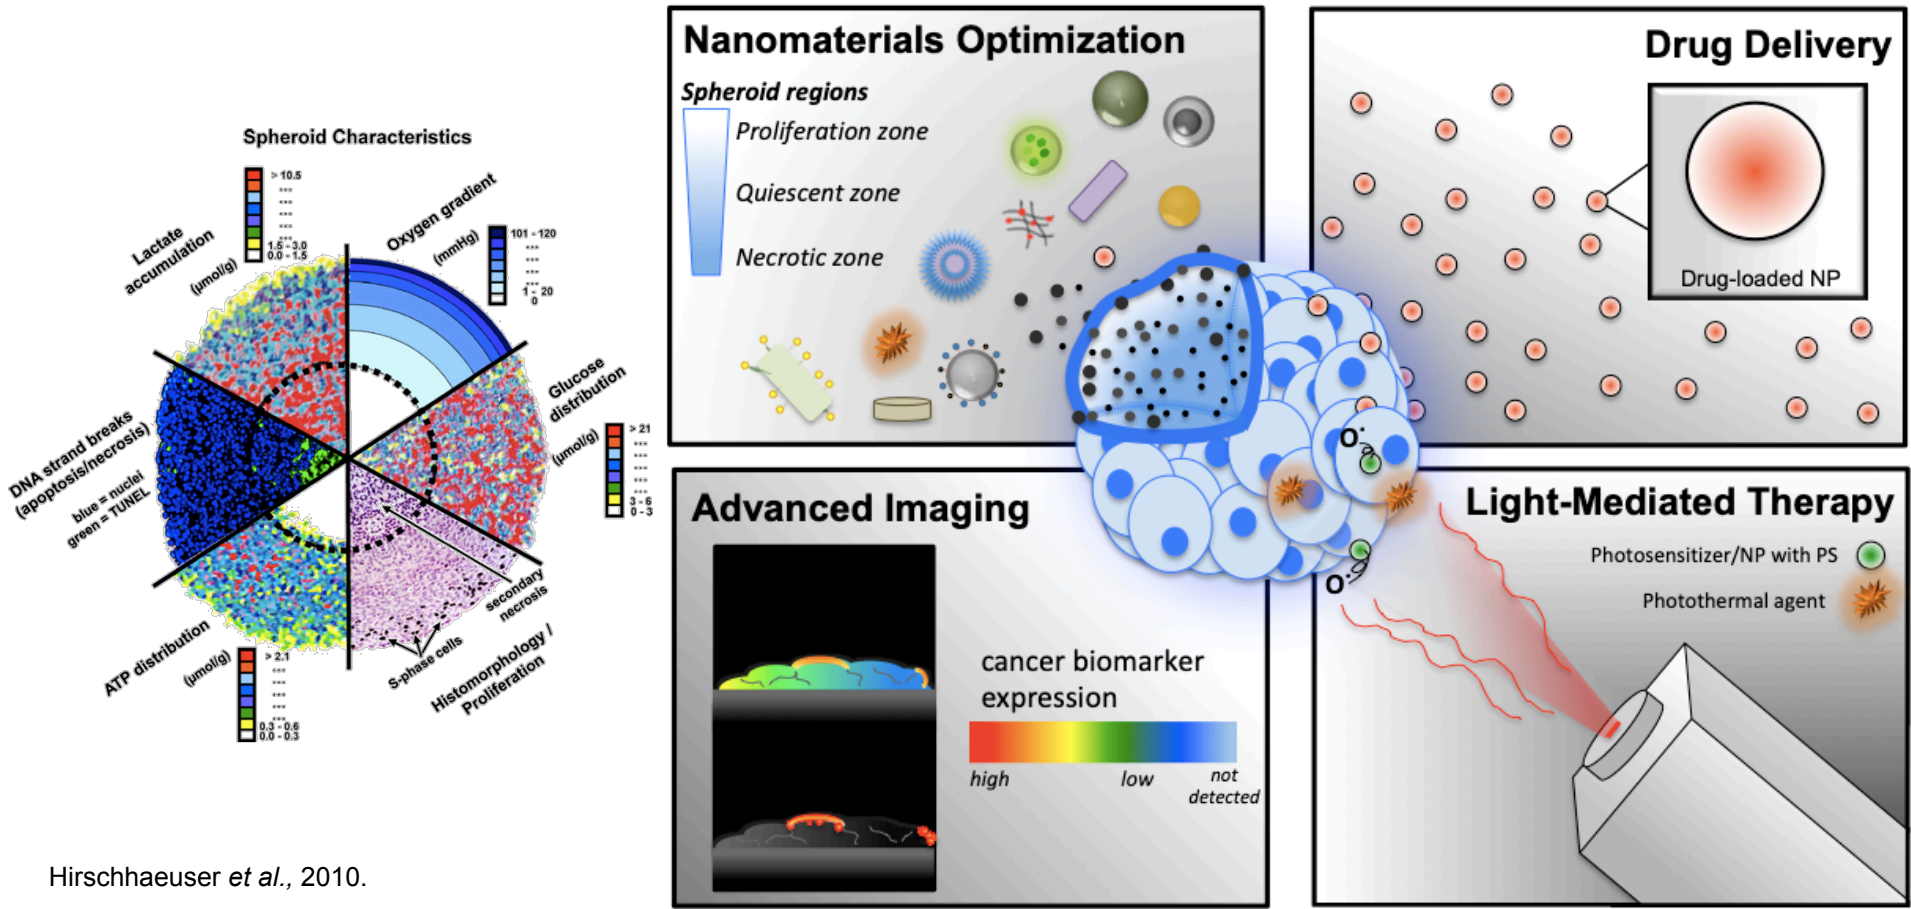 Spheroid Characteristics
Lactate
accumulation
(µmol/g)
> 10.5
***
***
***
***
1.5 - 3.0
0.0 - 1.5
Oxygen gradient
(mmHg)
101 - 120
***
***
***
***
1 - 20
0
Glucose
distribution
(µmol/g)
> 21
***
***
***
***
***
3 - 6
0 - 3
DNA strand breaks
(apoptosis/necrosis)
blue = nuclei
green = TUNEL
ATP distribution
(µmol/g)
> 2.1
***
***
***
***
***
0.3 - 0.6
0.0 - 0.3
secondary
necrosis
S-phase cells
Histomorphology /
Proliferation
Hirschhaeuser et al., 2010.
Nanomaterials Optimization
Spheroid regions
Proliferation zone
Quiescent zone
Necrotic zone
Drug Delivery
Drug-loaded NP
Advanced Imaging
cancer biomarker
expression
high
low
not
detected
Light-Mediated Therapy
Photosensitizer/NP with PS
Photothermal agent
O·
O·